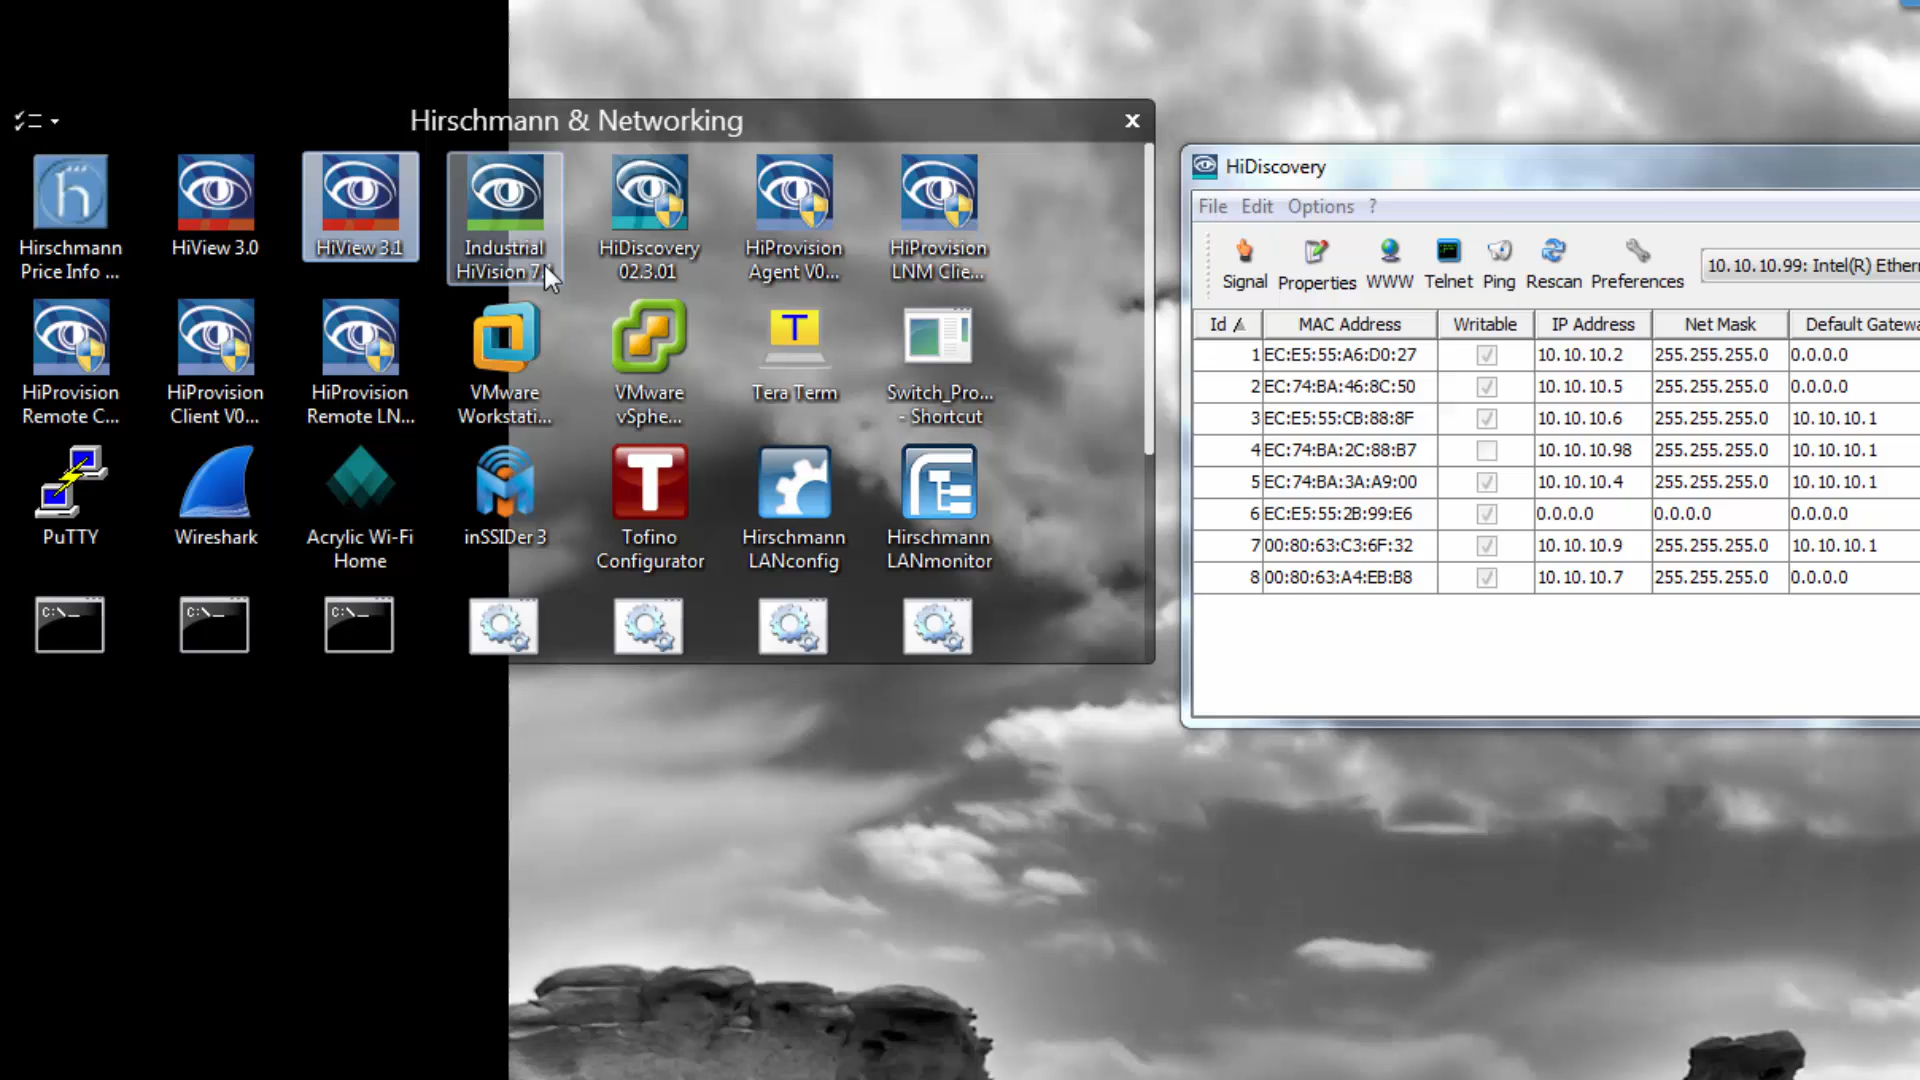 Hirschmann & Networking
Hirschmann
Price Info ...
HiView 3.0
HiView 3.1
Industrial
HiVision 7.
HiDiscovery
02.3.01
HiProvision
Agent V0...
HiProvision
LNM Clie...
HiProvision
Remote C...
HiProvision
Client V0...
HiProvision
Remote LN...
VMware
Workstati...
VMware
vSphe...
T
Tera Term
Switch_Pro...
- Shortcut
PuTTY
Wireshark
Acrylic Wi-Fi
Home
inSSIDer 3
T
Tofino
Configurator
Hirschmann
LANconfig
Hirschmann
LANmonitor
C:\_
C:\_
C:\_
HiDiscovery
File Edit Options ?
Signal Properties WWW Telnet Ping Rescan Preferences
10.10.10.99: Intel(R) Ethern
Id MAC Address Writable IP Address Net Mask Default Gatewa
1 EC:E5:55:A6:D0:27 10.10.10.2 255.255.255.0 0.0.0.0
2 EC:74:BA:46:8C:50 10.10.10.5 255.255.255.0 0.0.0.0
3 EC:E5:55:CB:88:8F 10.10.10.6 255.255.255.0 10.10.10.1
4 EC:74:BA:2C:88:B7 10.10.10.98 255.255.255.0 10.10.10.1
5 EC:74:BA:3A:A9:00 10.10.10.4 255.255.255.0 10.10.10.1
6 EC:E5:55:2B:99:E6 0.0.0.0 0.0.0.0 0.0.0.0
7 00:80:63:C3:6F:32 10.10.10.9 255.255.255.0 10.10.10.1
8 00:80:63:A4:EB:B8 10.10.10.7 255.255.255.0 0.0.0.0